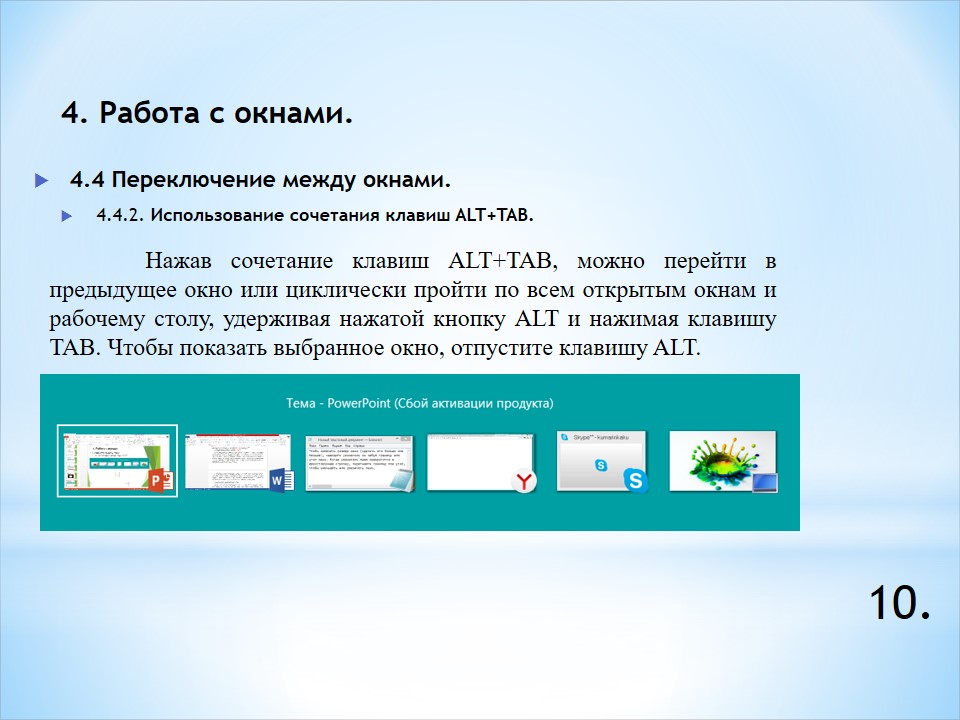 4. Работа с окнами.
4.4 Переключение между окнами.
4.4.2. Использование сочетания клавиш ALT+TAB.
Нажав сочетание клавиш ALT+TAB, можно перейти в
предыдущее окно или циклически пройти по всем открытым окнам и
рабочему столу, удерживая нажатой кнопку ALT и нажимая клавишу
TAB. Чтобы показать выбранное окно, отпустите клавишу ALT.
Тема - PowerPoint (Сбой активации продукта)
10.